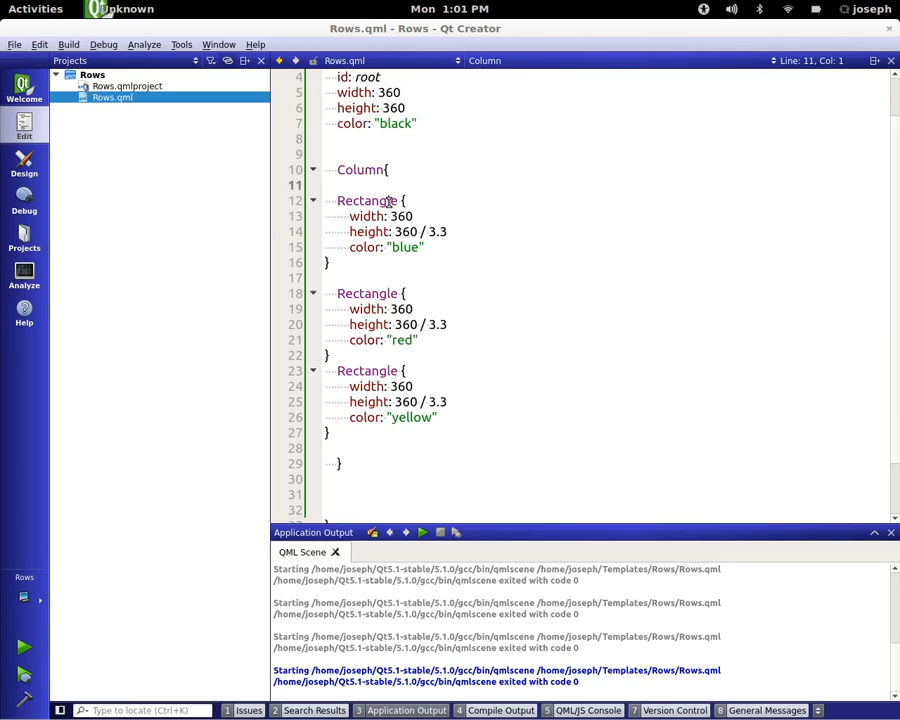 Activities
Unknown
Mon 1:01 PM
joseph
Rows.qml - Rows - Qt Creator
File Edit Build Debug Analyze Tools Window Help
Projects
Rows.qml
Column
Line: 11, Col: 1
Rows
Rows.qmlproject
Rows.qml
Welcome
Edit
Design
Debug
Projects
Analyze
Help
4 id: root
5 width: 360
6 height: 360
7 color: "black"
8
9
10 Column{
11
12 Rectangle {
13 width: 360
14 height: 360 / 3.3
15 color: "blue"
16 }
17
18 Rectangle {
19 width: 360
20 height: 360 / 3.3
21 color: "red"
22 }
23 Rectangle {
24 width: 360
25 height: 360 / 3.3
26 color: "yellow"
27 }
28
29 }
30
31
32
Application Output
QML Scene
Starting /home/joseph/Qt5.1-stable/5.1.0/gcc/bin/qmlscene /home/joseph/Templates/Rows/Rows.qml
/home/joseph/Qt5.1-stable/5.1.0/gcc/bin/qmlscene exited with code 0
Starting /home/joseph/Qt5.1-stable/5.1.0/gcc/bin/qmlscene /home/joseph/Templates/Rows/Rows.qml
/home/joseph/Qt5.1-stable/5.1.0/gcc/bin/qmlscene exited with code 0
Starting /home/joseph/Qt5.1-stable/5.1.0/gcc/bin/qmlscene /home/joseph/Templates/Rows/Rows.qml
/home/joseph/Qt5.1-stable/5.1.0/gcc/bin/qmlscene exited with code 0
Starting /home/joseph/Qt5.1-stable/5.1.0/gcc/bin/qmlscene /home/joseph/Templates/Rows/Rows.qml
/home/joseph/Qt5.1-stable/5.1.0/gcc/bin/qmlscene exited with code 0
Rows
Type to locate (Ctrl+K)
1 Issues
2 Search Results
3 Application Output
4 Compile Output
5 QML/JS Console
7 Version Control
8 General Messages